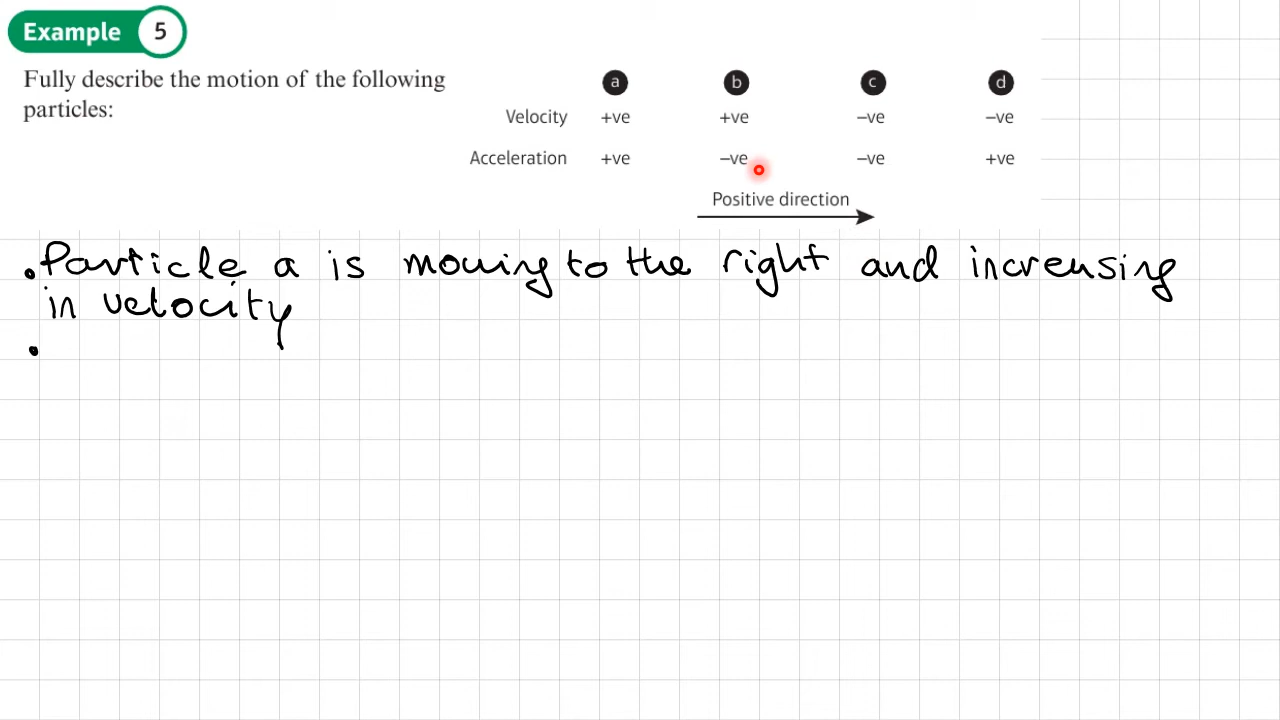 Example 5
Fully describe the motion of the following
particles:
a b c d
Velocity +ve +ve –ve –ve
Acceleration +ve –ve –ve +ve
Positive direction
• Particle a is moving to the right and increasing
in velocity
•